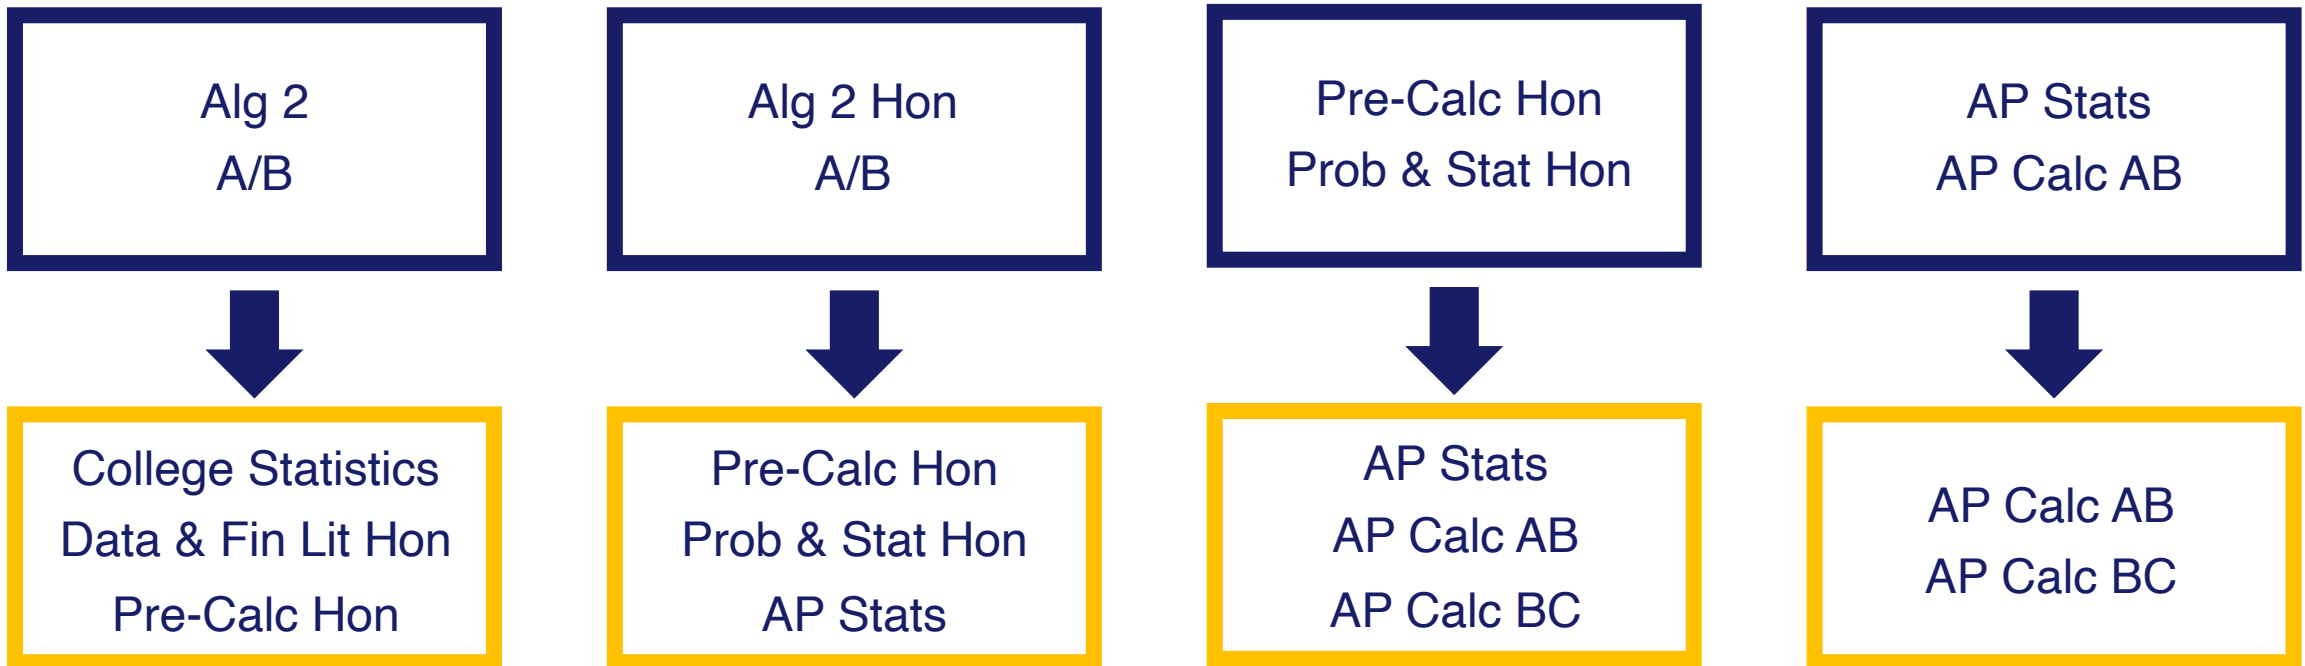 Alg 2
A/B
Alg 2 Hon
A/B
Pre-Calc Hon
Prob & Stat Hon
AP Stats
AP Calc AB
College Statistics
Data & Fin Lit Hon
Pre-Calc Hon
Pre-Calc Hon
Prob & Stat Hon
AP Stats
AP Stats
AP Calc AB
AP Calc BC
AP Calc AB
AP Calc BC